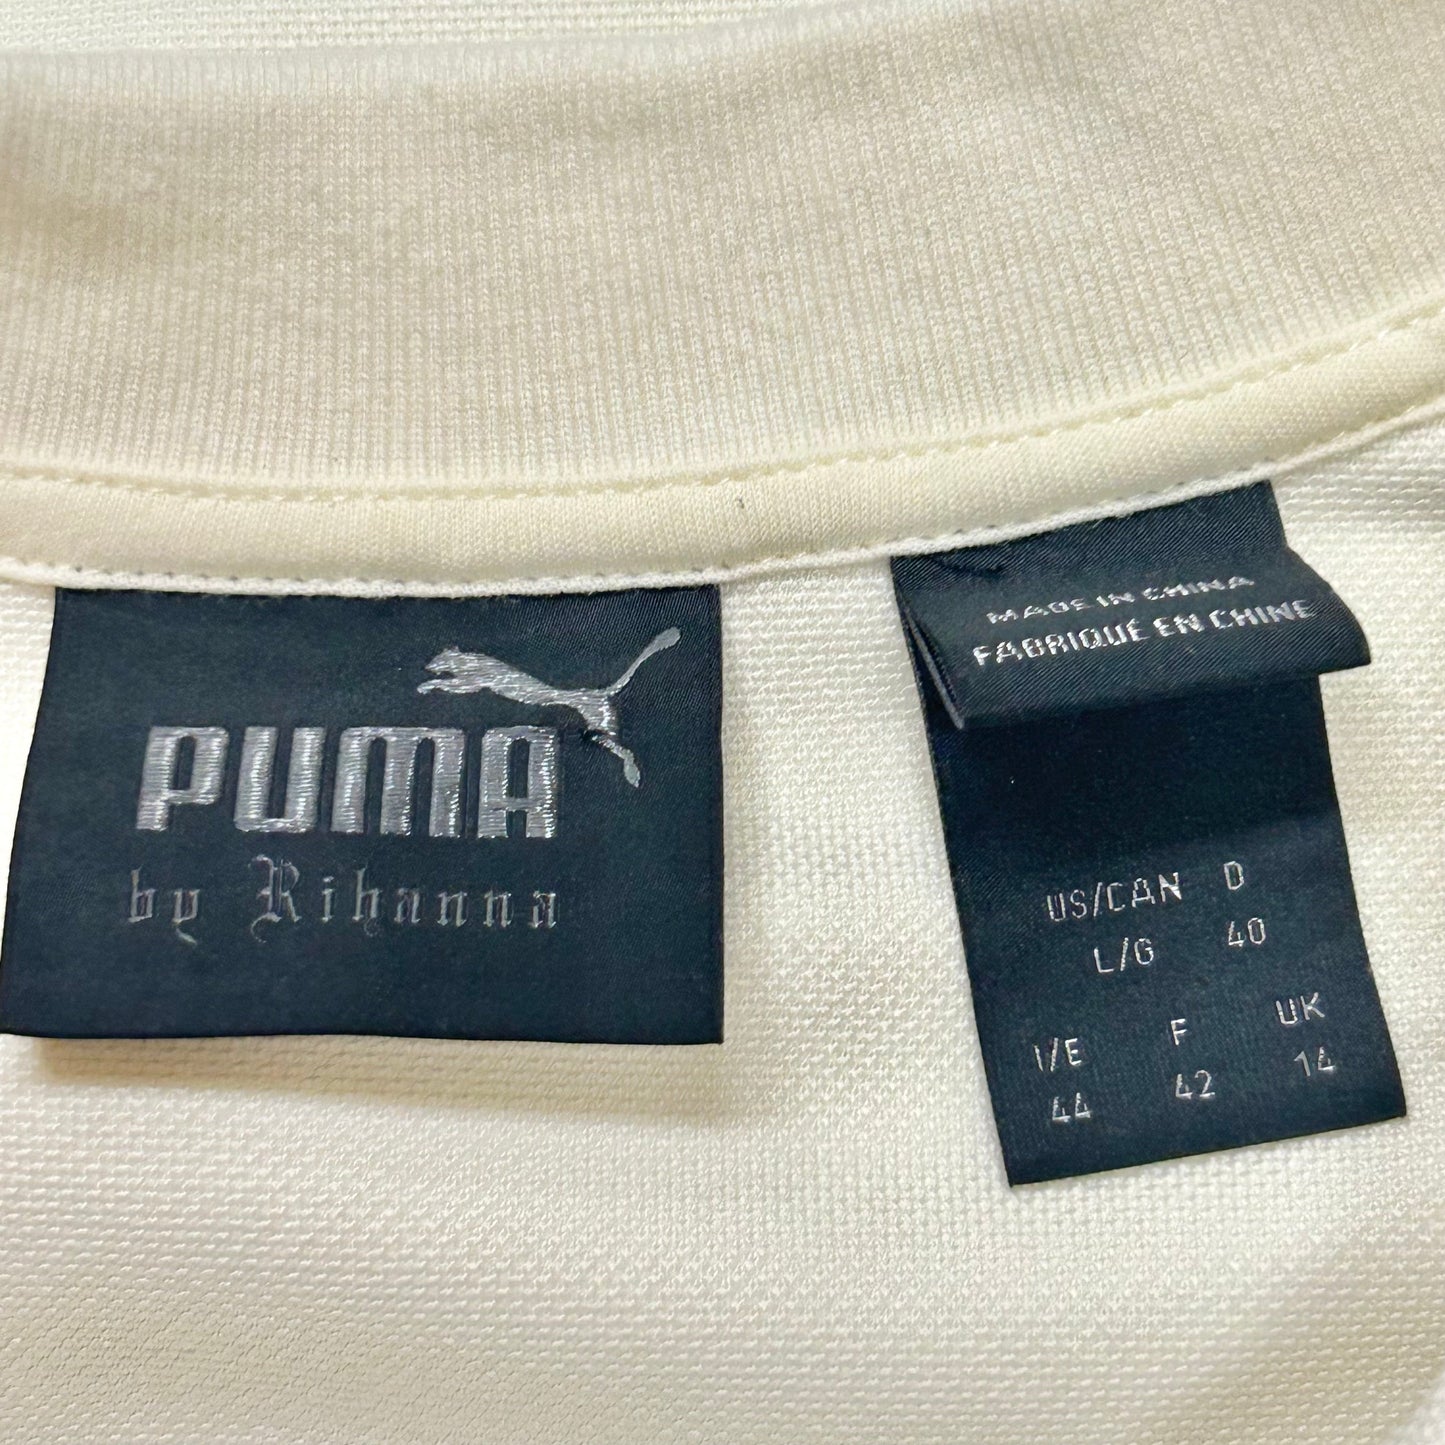 PUMA
by Rihanna
MADE IN CHINA
FABRIQUÉ EN CHINE
US/CAN D
L/G 40
I/E F UK
44 42 14